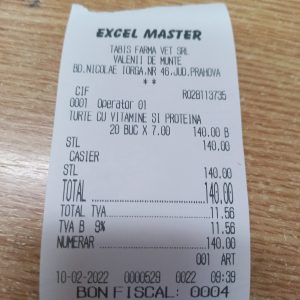 EXCEL MASTER
TABIS FARMA VET SRL
VALENII DE MUNTE
BD.NICOLAE IORGA,NR 46,JUD.PRAHOVA
* *
CIF RO28113735
0001 Operator 01
TURTE CU VITAMINE SI PROTEINA
20 BUC X 7.00 140.00 B
STL 140.00
CASIER
STL 140.00
TOTAL 140.00
TOTAL TVA 11.56
TVA B 9% 11.56
NUMERAR 140.00
001 ART
10-02-2022 0000529 0022 09:39
BON FISCAL: 0004